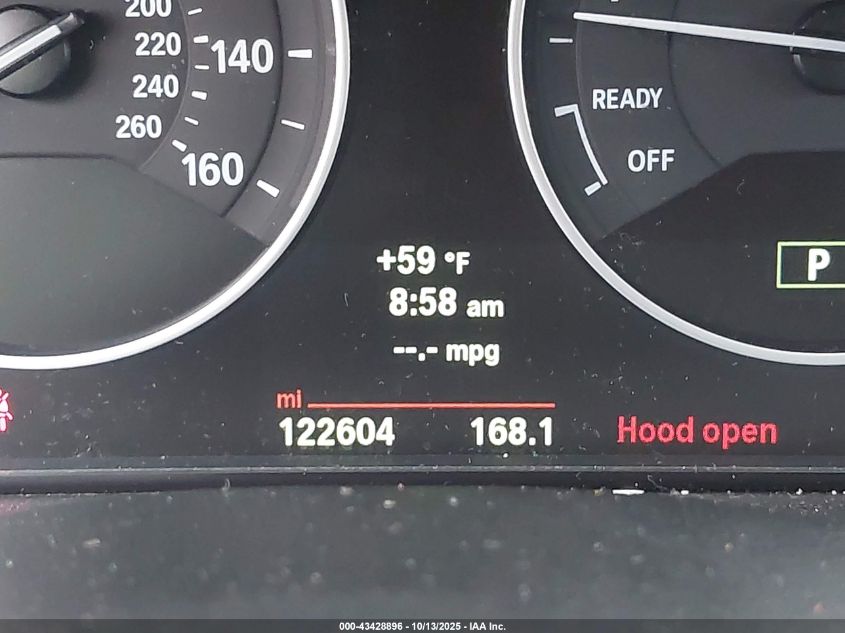 200
220
240
260
140
160
READY
OFF
P
+59 °F
8:58 am
--.- mpg
mi
122604 168.1
Hood open
000-43428896 - 10/13/2025 - IAA Inc.